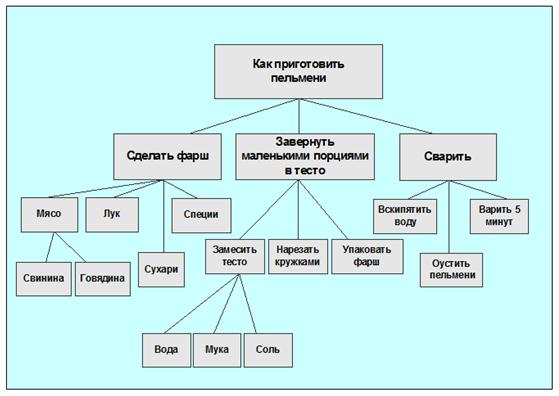 Как приготовить
пельмени
Сделать фарш
Завернуть
маленькими порциями
в тесто
Сварить
Мясо
Лук
Специи
Вскипятить
воду
Варить 5
минут
Свинина
Говядина
Сухари
Замесить
тесто
Нарезать
кружками
Упаковать
фарш
Оустить
пельмени
Вода
Мука
Соль